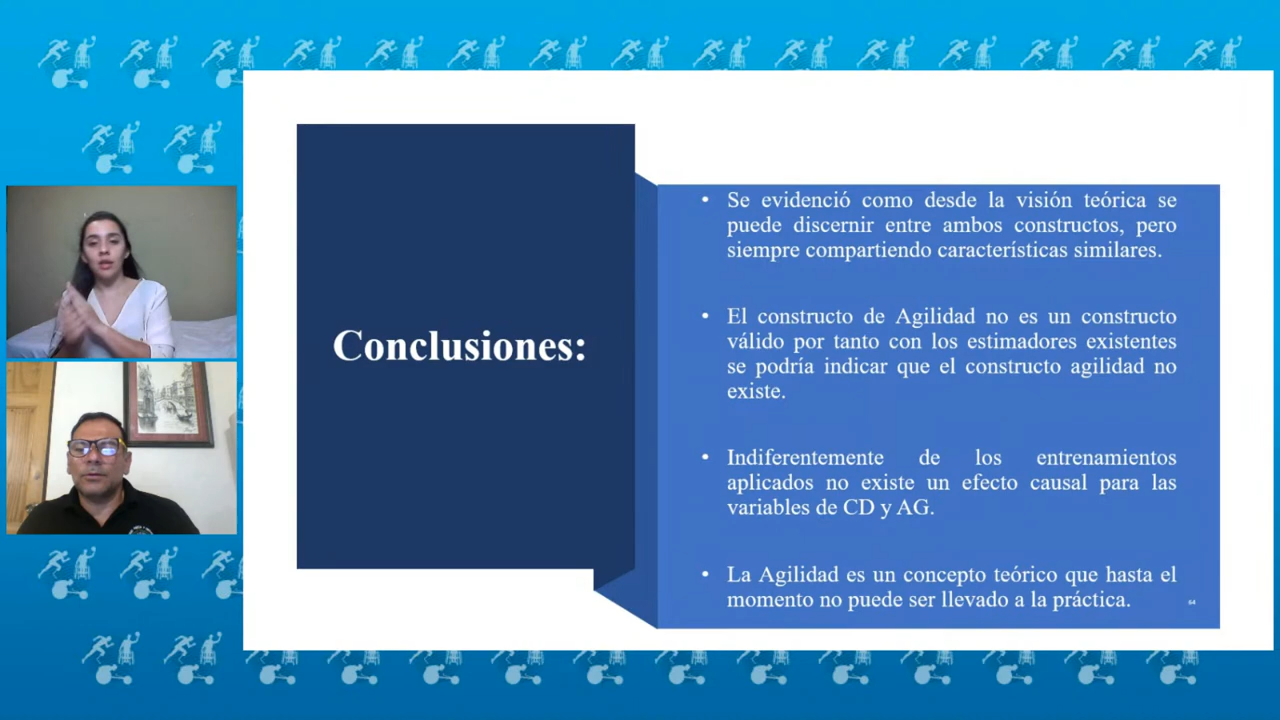 Conclusiones:
• Se evidenció como desde la visión teórica se
puede discernir entre ambos constructos, pero
siempre compartiendo características similares.
• El constructo de Agilidad no es un constructo
válido por tanto con los estimadores existentes
se podría indicar que el constructo agilidad no
existe.
• Indiferentemente de los entrenamientos
aplicados no existe un efecto causal para las
variables de CD y AG.
• La Agilidad es un concepto teórico que hasta el
momento no puede ser llevado a la práctica.
64